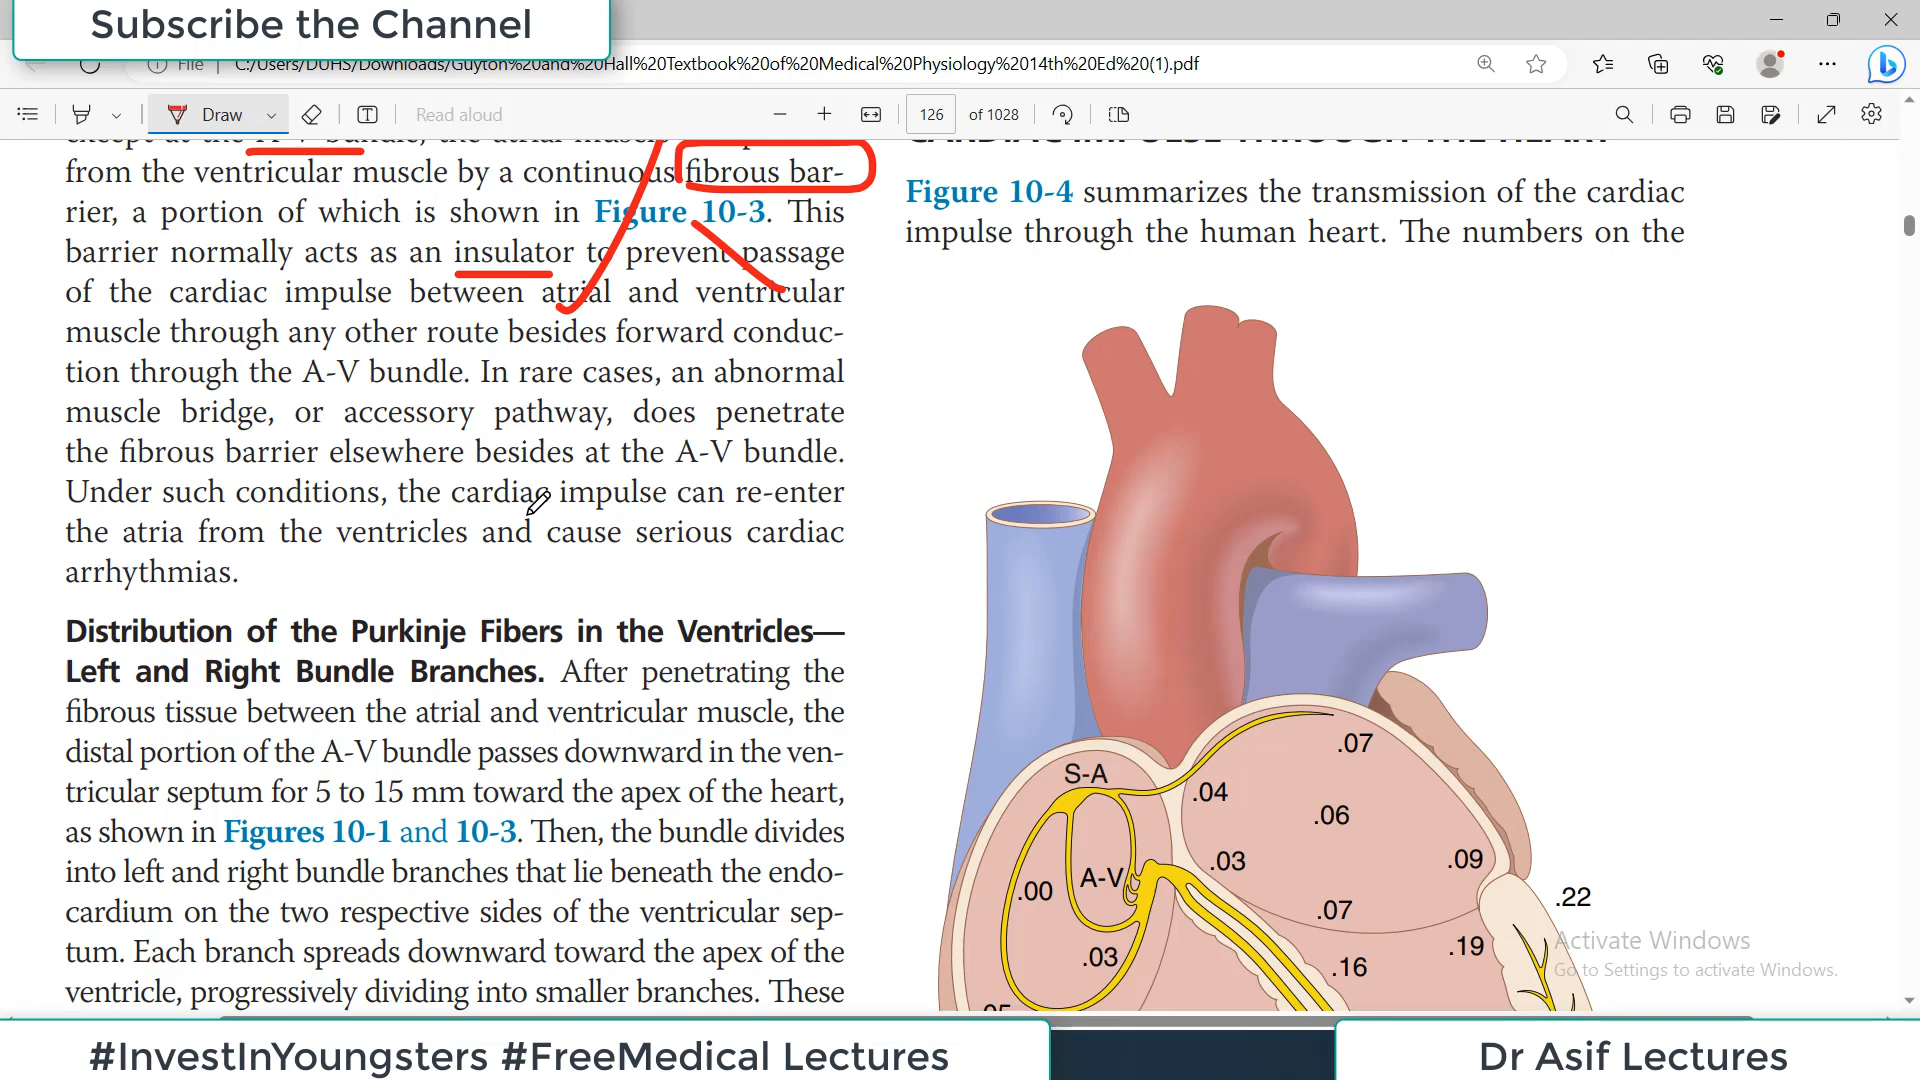 Subscribe the Channel
File
C:/Users/DUHS/Downloads/Guyton%20and%20Hall%20Textbook%20of%20Medical%20Physiology%2014th%20Ed%20(1).pdf
Draw
Read aloud
126 of 1028
except at the A-V bundle, the atrial muscle
from the ventricular muscle by a continuous fibrous bar-
rier, a portion of which is shown in Figure 10-3. This
barrier normally acts as an insulator to prevent passage
of the cardiac impulse between atrial and ventricular
muscle through any other route besides forward conduc-
tion through the A-V bundle. In rare cases, an abnormal
muscle bridge, or accessory pathway, does penetrate
the fibrous barrier elsewhere besides at the A-V bundle.
Under such conditions, the cardiac impulse can re-enter
the atria from the ventricles and cause serious cardiac
arrhythmias.
Distribution of the Purkinje Fibers in the Ventricles—
Left and Right Bundle Branches. After penetrating the
fibrous tissue between the atrial and ventricular muscle, the
distal portion of the A-V bundle passes downward in the ven-
tricular septum for 5 to 15 mm toward the apex of the heart,
as shown in Figures 10-1 and 10-3. Then, the bundle divides
into left and right bundle branches that lie beneath the endo-
cardium on the two respective sides of the ventricular sep-
tum. Each branch spreads downward toward the apex of the
ventricle, progressively dividing into smaller branches. These
CARDIAC IMPULSE THROUGH THE HEART
Figure 10-4 summarizes the transmission of the cardiac
impulse through the human heart. The numbers on the
.07
S-A
.04
.06
.03
.09
A-V
.00
.22
.07
.19
.03
.16
Activate Windows
Go to Settings to activate Windows.
#InvestInYoungsters #FreeMedical Lectures
Dr Asif Lectures